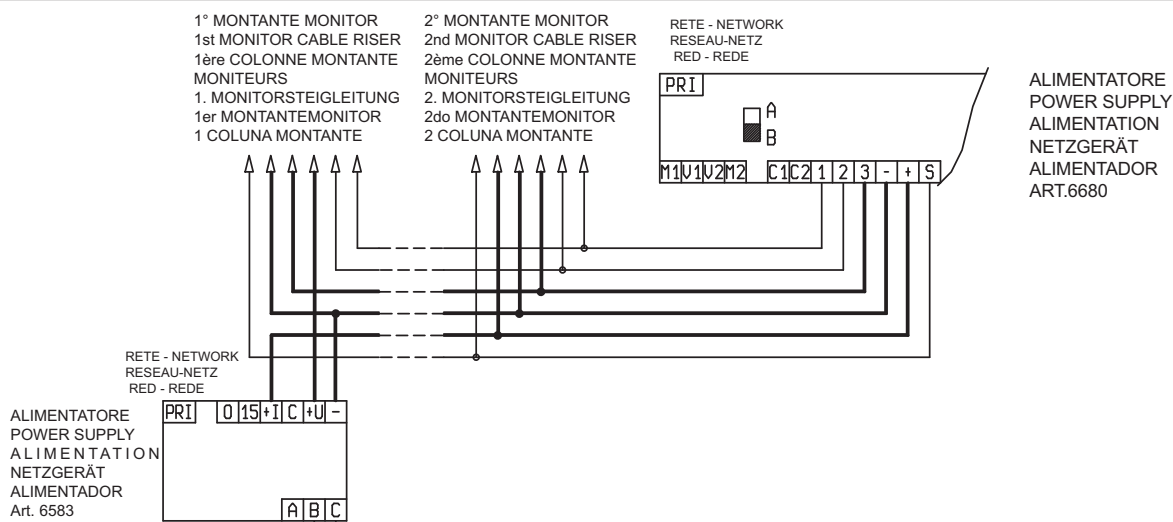 1° MONTANTE MONITOR
1st MONITOR CABLE RISER
1ère COLONNE MONTANTE
MONITEURS
1. MONITORSTEIGLEITUNG
1er MONTANTEMONITOR
1 COLUNA MONTANTE
2° MONTANTE MONITOR
2nd MONITOR CABLE RISER
2ème COLONNE MONTANTE
MONITEURS
2. MONITORSTEIGLEITUNG
2do MONTANTEMONITOR
2 COLUNA MONTANTE
RETE - NETWORK
RESEAU-NETZ
RED - REDE
PRI
A
B
M1 V1 V2 M2 C1 C2 1 2 3 - + S
ALIMENTATORE
POWER SUPPLY
ALIMENTATION
NETZGERÄT
ALIMENTADOR
ART.6680
RETE - NETWORK
RESEAU-NETZ
RED - REDE
PRI 0 15 +I C +U -
A B C
ALIMENTATORE
POWER SUPPLY
ALIMENTATION
NETZGERÄT
ALIMENTADOR
Art. 6583